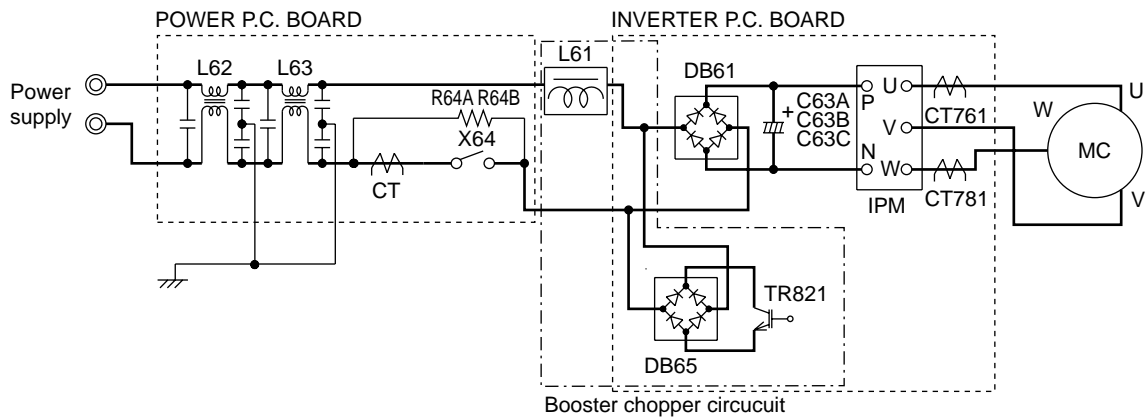 POWER P.C. BOARD
INVERTER P.C. BOARD
L61
L62
L63
DB61
Power
supply
R64A R64B
X64
CT
+
C63A
C63B
C63C
P
N
U
V
W
IPM
CT761
CT781
U
W
V
MC
TR821
DB65
Booster chopper circucuit